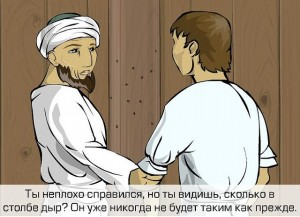 Ты неплохо справился, но ты видишь, сколько в
столбе дыр? Он уже никогда не будет таким как прежде.